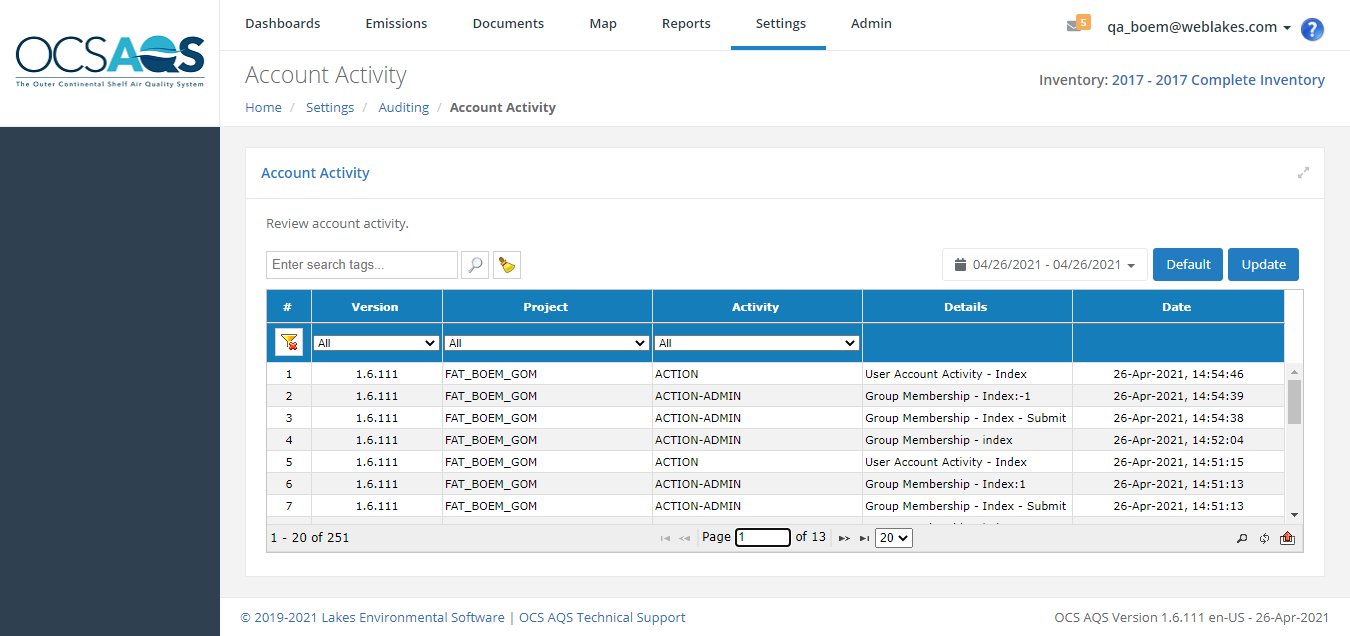 OCSAQS
The Outer Continental Shelf Air Quality System
Dashboards Emissions Documents Map Reports Settings Admin
5 qa_boem@weblakes.com ?
Account Activity
Inventory: 2017 - 2017 Complete Inventory
Home / Settings / Auditing / Account Activity
Account Activity
Review account activity.
Enter search tags...
04/26/2021 - 04/26/2021 Default Update
# Version Project Activity Details Date
All All All
1 1.6.111 FAT_BOEM_GOM ACTION User Account Activity - Index 26-Apr-2021, 14:54:46
2 1.6.111 FAT_BOEM_GOM ACTION-ADMIN Group Membership - Index:-1 26-Apr-2021, 14:54:39
3 1.6.111 FAT_BOEM_GOM ACTION-ADMIN Group Membership - Index - Submit 26-Apr-2021, 14:54:38
4 1.6.111 FAT_BOEM_GOM ACTION-ADMIN Group Membership - index 26-Apr-2021, 14:52:04
5 1.6.111 FAT_BOEM_GOM ACTION User Account Activity - Index 26-Apr-2021, 14:51:15
6 1.6.111 FAT_BOEM_GOM ACTION-ADMIN Group Membership - Index:1 26-Apr-2021, 14:51:13
7 1.6.111 FAT_BOEM_GOM ACTION-ADMIN Group Membership - Index - Submit 26-Apr-2021, 14:51:13
1 - 20 of 251 Page 1 of 13 20
© 2019-2021 Lakes Environmental Software | OCS AQS Technical Support
OCS AQS Version 1.6.111 en-US - 26-Apr-2021